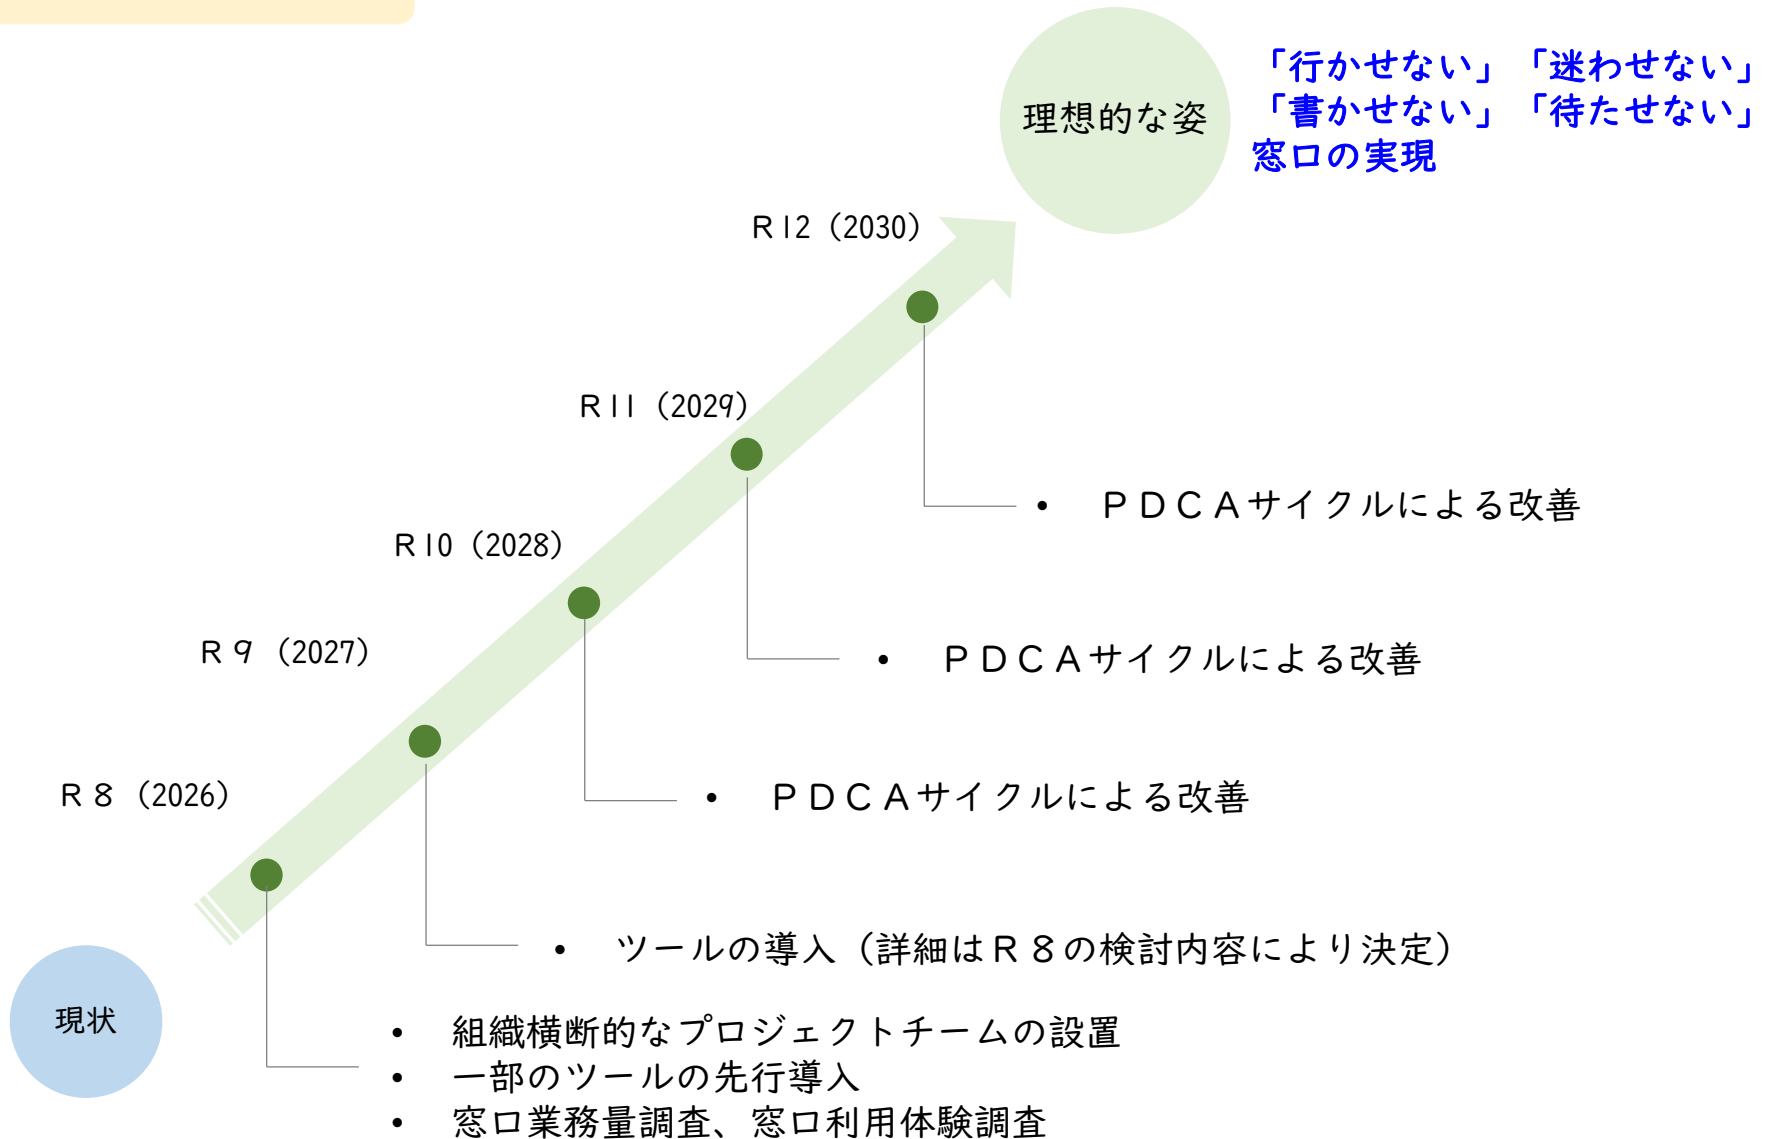 「行かせない」「迷わせない」
「書かせない」「待たせない」
窓口の実現
理想的な姿
R12（2030）
R11（2029）
・ PDCAサイクルによる改善
R10（2028）
R9（2027）
・ PDCAサイクルによる改善
R8（2026）
・ PDCAサイクルによる改善
・ ツールの導入（詳細はR8の検討内容により決定）
現状
・ 組織横断的なプロジェクトチームの設置
・ 一部のツールの先行導入
・ 窓口業務量調査、窓口利用体験調査